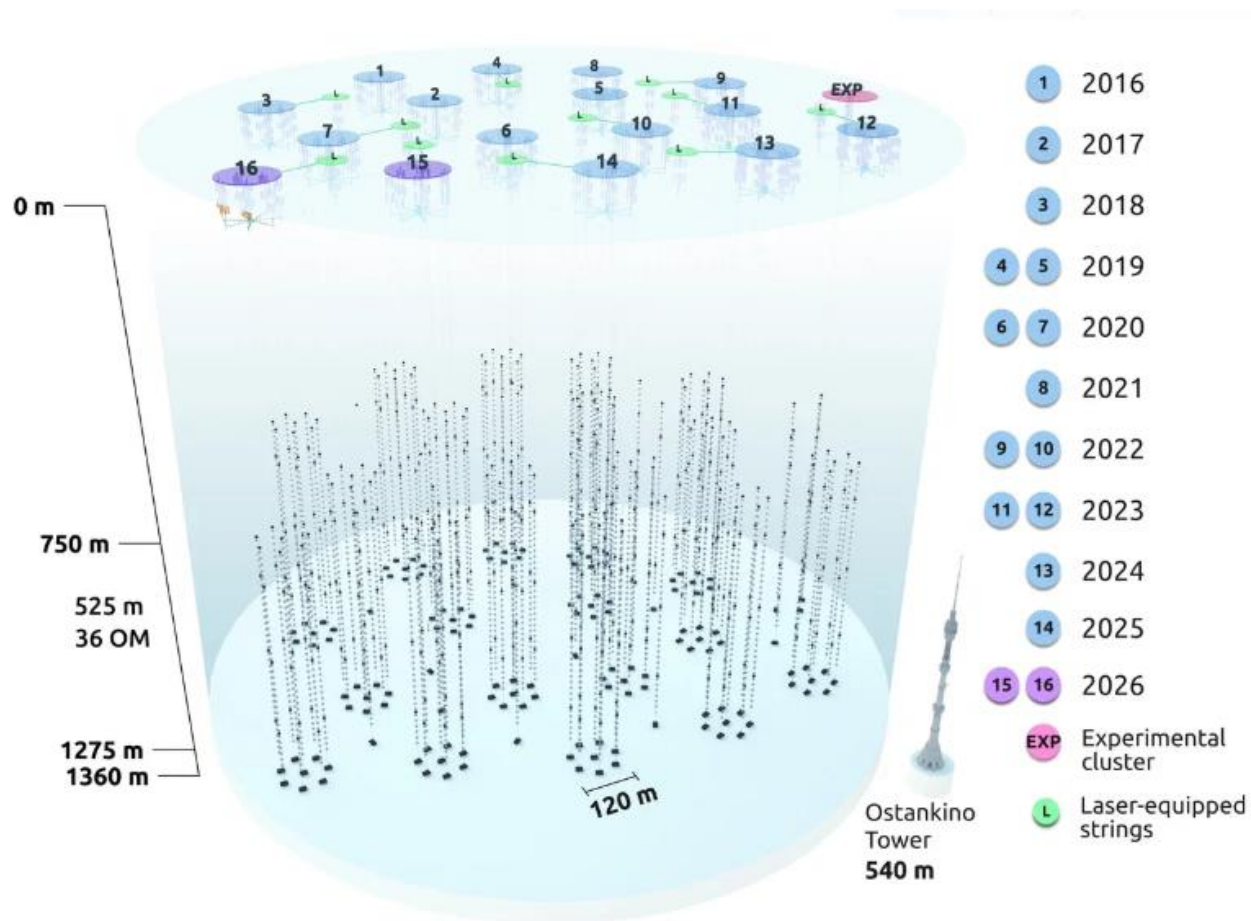 4
8
1
9
L
L
EXP
5
3
L
2
L
11
L
L
7
L
6
10
12
L
13
L
16
L
15
L
14
0 m
750 m
525 m
36 OM
1275 m
1360 m
120 m
Ostankino
Tower
540 m
1 2016
2 2017
3 2018
4 5 2019
6 7 2020
8 2021
9 10 2022
11 12 2023
13 2024
14 2025
15 16 2026
EXP Experimental
cluster
L Laser-equipped
strings